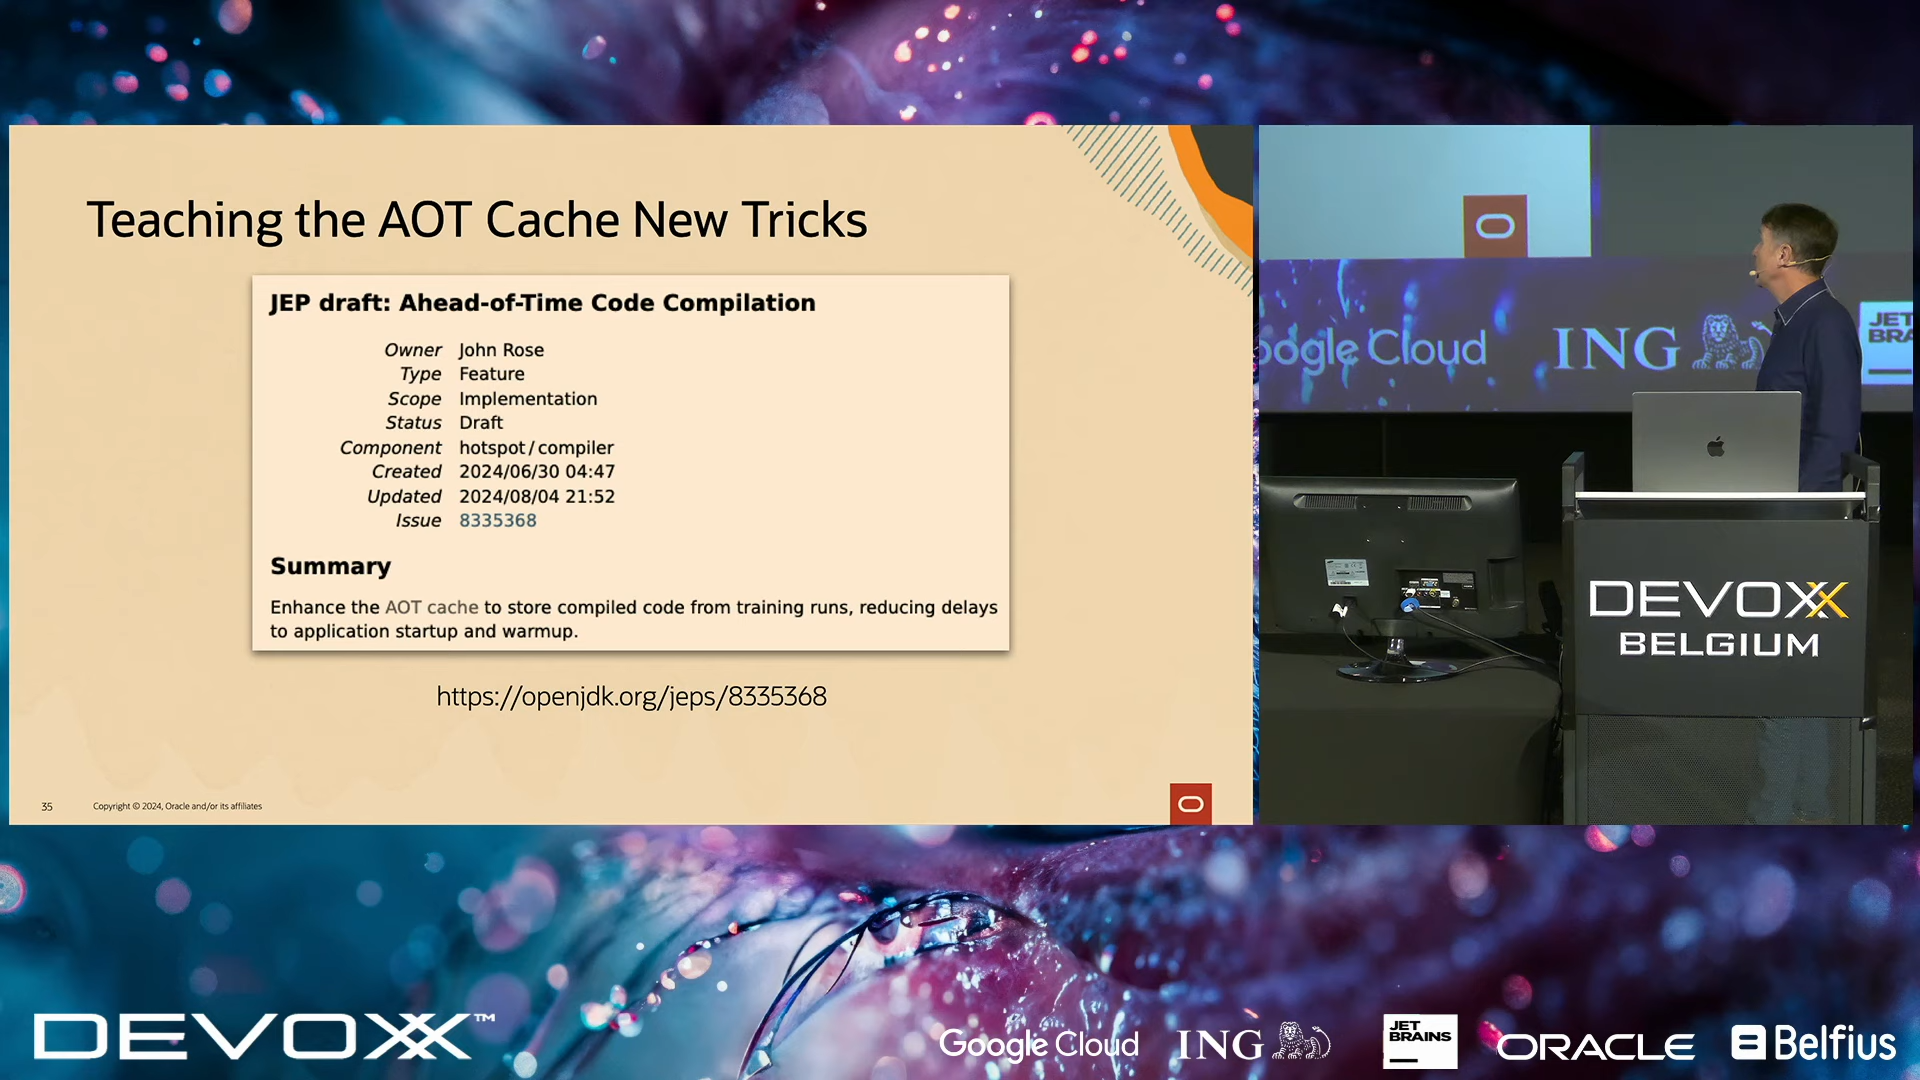 Teaching the AOT Cache New Tricks
JEP draft: Ahead-of-Time Code Compilation
Owner John Rose
Type Feature
Scope Implementation
Status Draft
Component hotspot / compiler
Created 2024/06/30 04:47
Updated 2024/08/04 21:52
Issue 8335368
Summary
Enhance the AOT cache to store compiled code from training runs, reducing delays
to application startup and warmup.
https://openjdk.org/jeps/8335368
35 Copyright © 2024, Oracle and/or its affiliates
oogle Cloud ING
JET
BRA
DEVOXX
BELGIUM
DEVOXX™
Google Cloud ING JET BRAINS ORACLE Belfius